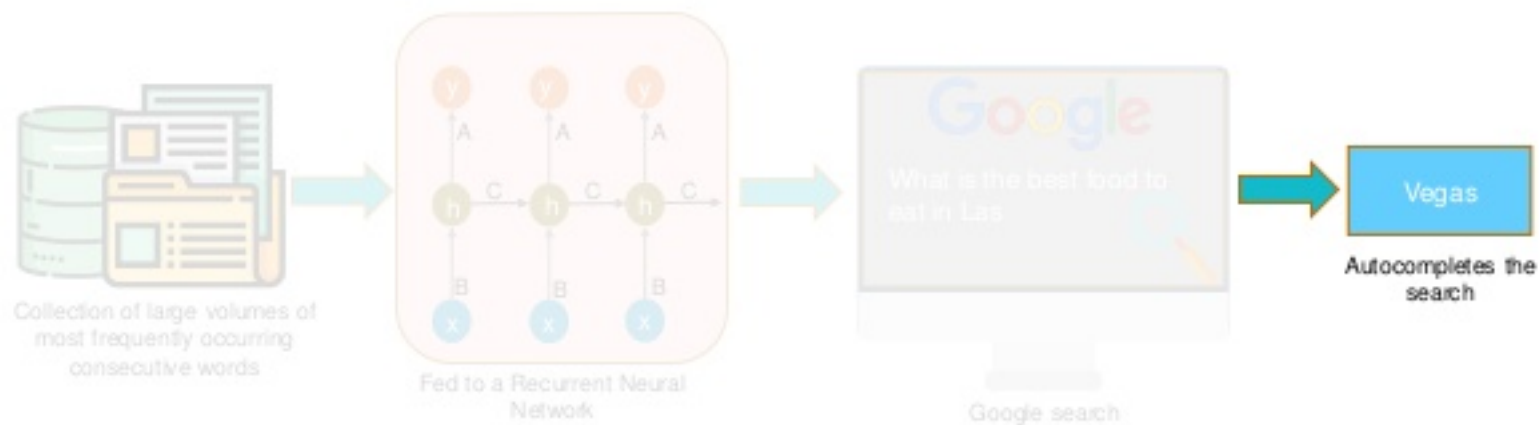 Collection of large volumes of
most frequently occurring
consecutive words
y y y
A A A
h C h C h C
B B B
x x x
Fed to a Recurrent Neural
Network
Google
What is the best food to
eat in Las
Google search
Vegas
Autocompletes the
search